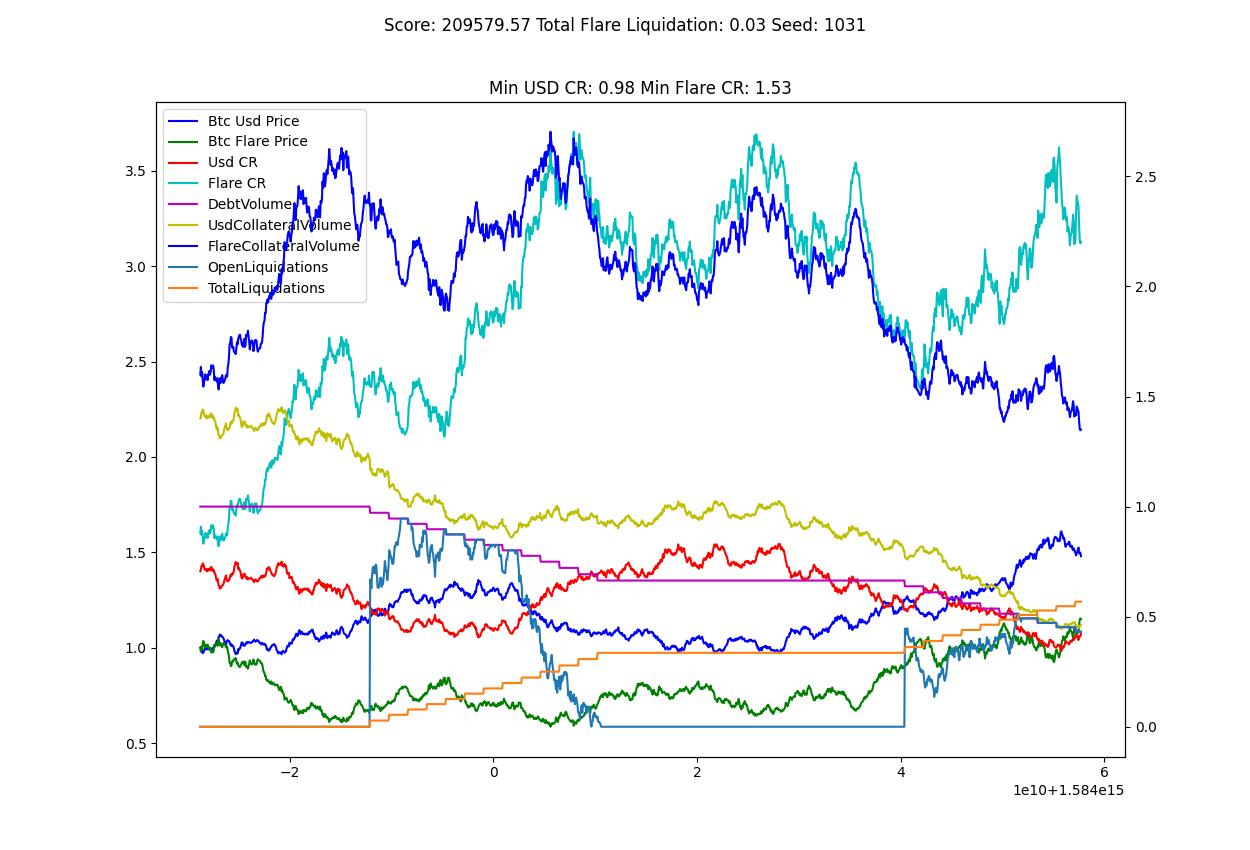 Score: 209579.57 Total Flare Liquidation: 0.03 Seed: 1031
Min USD CR: 0.98 Min Flare CR: 1.53
Btc Usd Price
Btc Flare Price
Usd CR
Flare CR
DebtVolume
UsdCollateralVolume
FlareCollateralVolume
OpenLiquidations
TotalLiquidations
3.5
3.0
2.5
2.0
1.5
1.0
0.5
2.5
2.0
1.5
1.0
0.5
0.0
−2
0
2
4
6
1e10+1.584e15